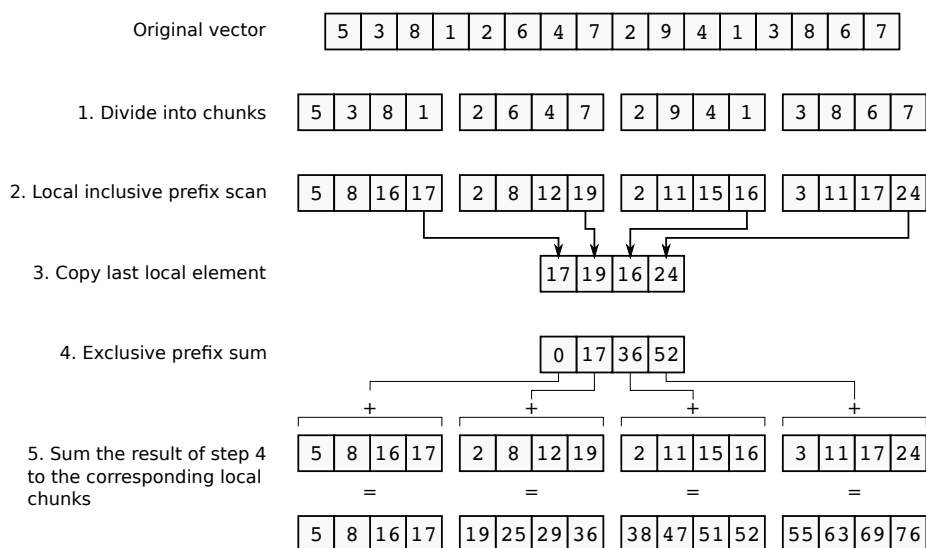 Original vector 5 3 8 1 2 6 4 7 2 9 4 1 3 8 6 7
1. Divide into chunks 5 3 8 1 2 6 4 7 2 9 4 1 3 8 6 7
2. Local inclusive prefix scan 5 8 16 17 2 8 12 19 2 11 15 16 3 11 17 24
3. Copy last local element 17 19 16 24
4. Exclusive prefix sum 0 17 36 52
+ + + +
5. Sum the result of step 4
to the corresponding local
chunks
5 8 16 17 2 8 12 19 2 11 15 16 3 11 17 24
= = = =
5 8 16 17 19 25 29 36 38 47 51 52 55 63 69 76